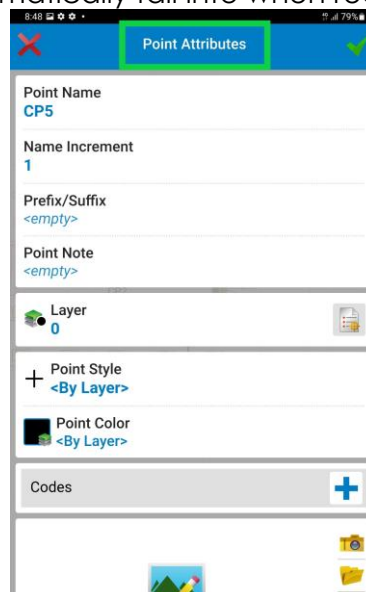 8:48
79%
Point Attributes
Point Name
CP5
Name Increment
1
Prefix/Suffix
<empty>
Point Note
<empty>
Layer
0
Point Style
<By Layer>
Point Color
<By Layer>
Codes